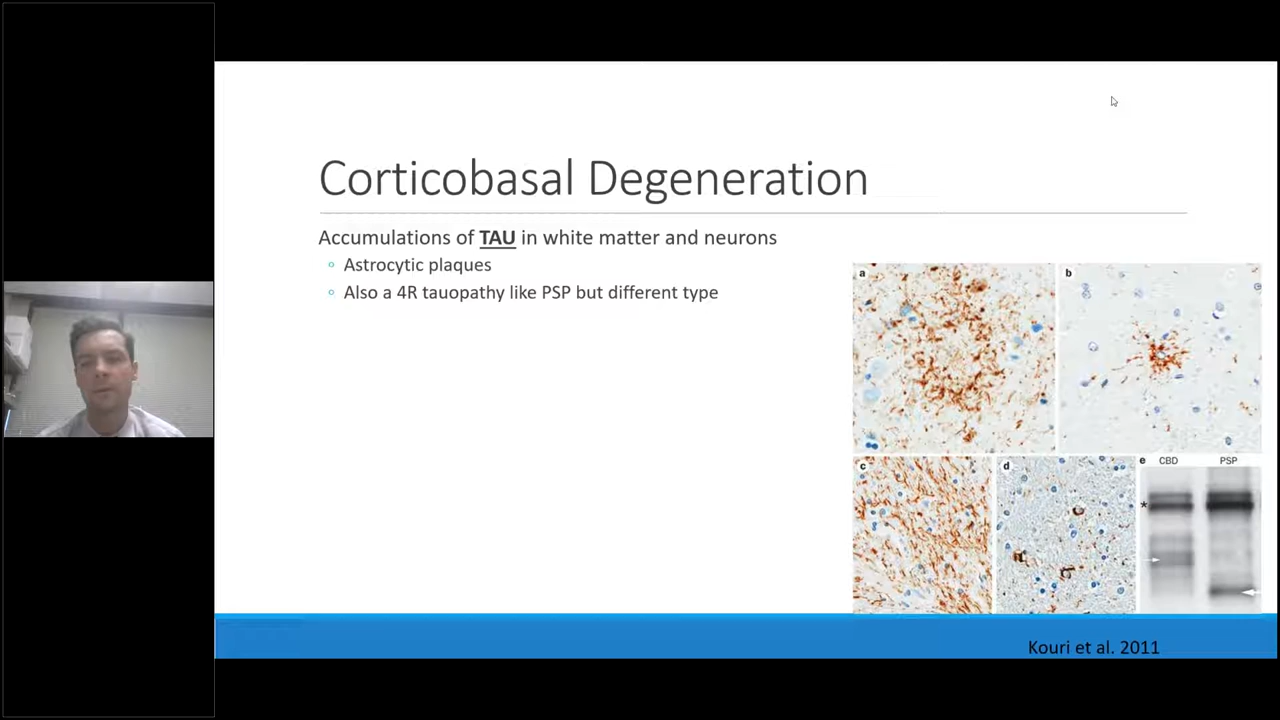 Corticobasal Degeneration
Accumulations of TAU in white matter and neurons
Astrocytic plaques
Also a 4R tauopathy like PSP but different type
a
b
c
d
e CBD PSP
*
Kouri et al. 2011